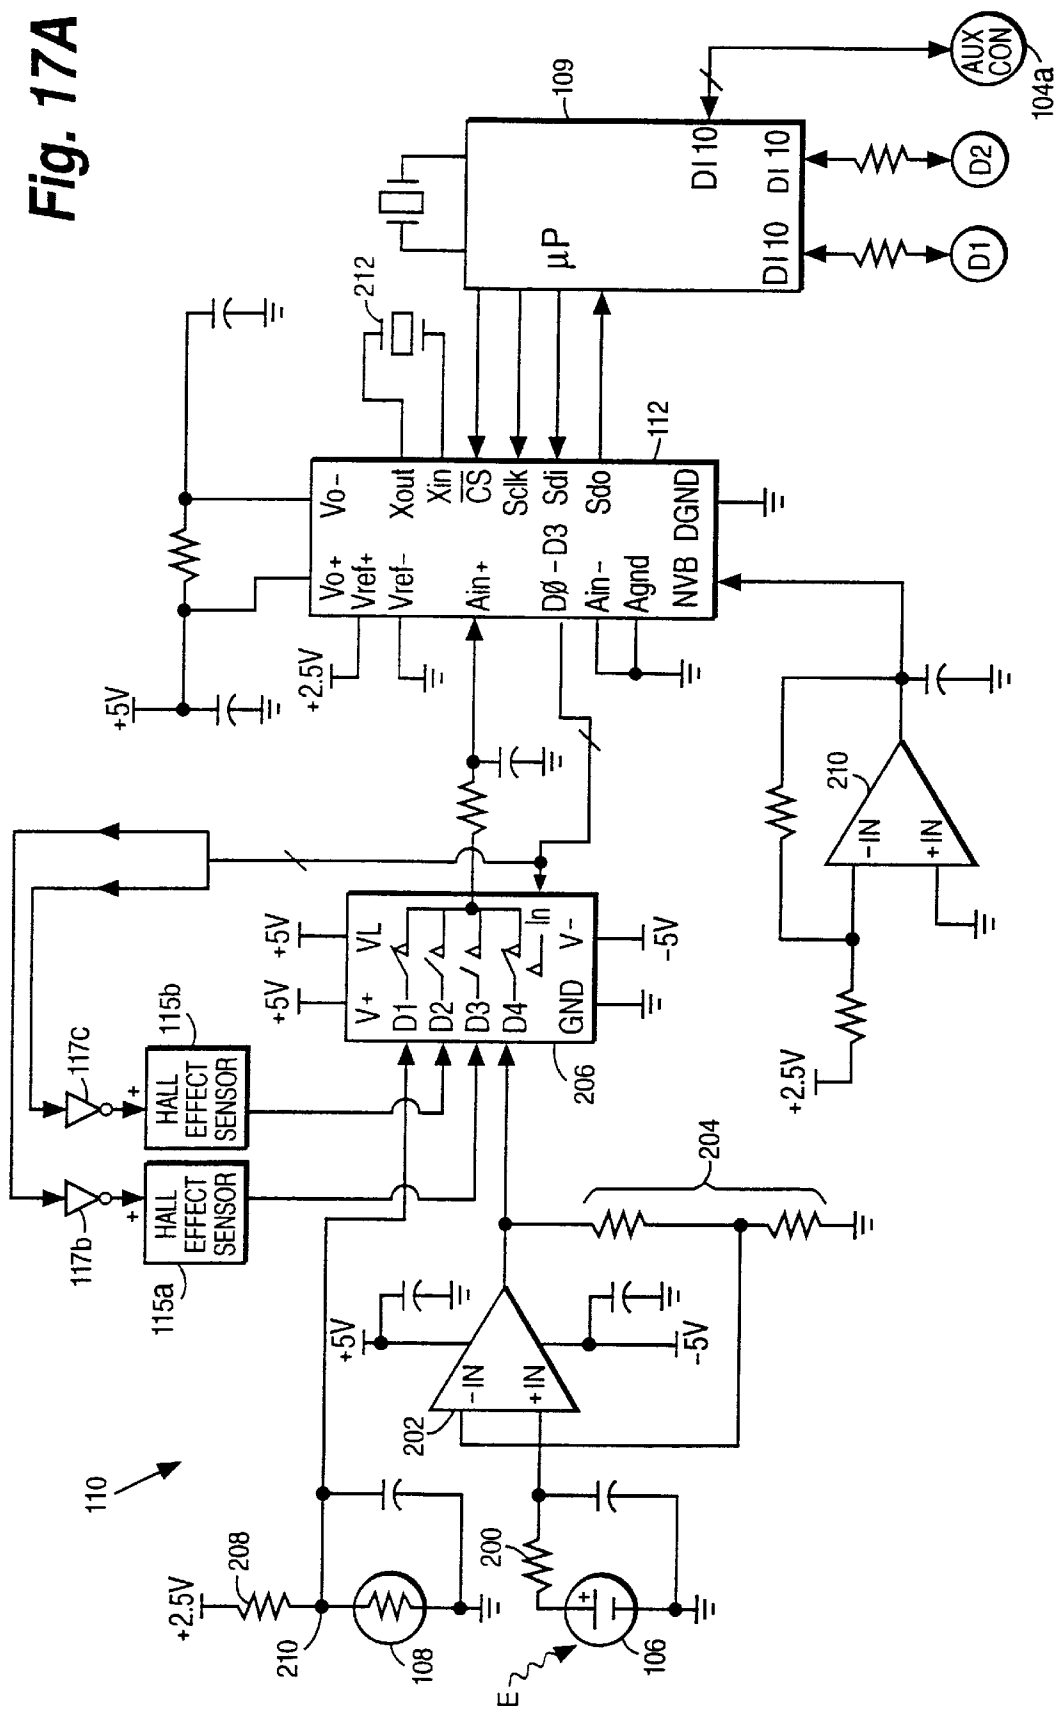 Fig. 17A
110
+2.5V
208
210
108
E
106
200
202
-IN
+IN
+5V
-5V
204
117b
+
115a
HALL
EFFECT
SENSOR
117c
+
115b
HALL
EFFECT
SENSOR
+5V
+5V
V+
VL
D1
D2
D3
D4
In
GND
V-
206
-5V
+2.5V
-IN
+IN
210
+5V
+2.5V
Vo+
Vo-
Vref+
Vref-
Xout
Xin
Ain+
CS
Sclk
DØ-D3
Sdi
Ain-
Sdo
Agnd
NVB
DGND
112
212
µP
109
DI10
DI10
DI10
D1
D2
AUX
CON
104a
+